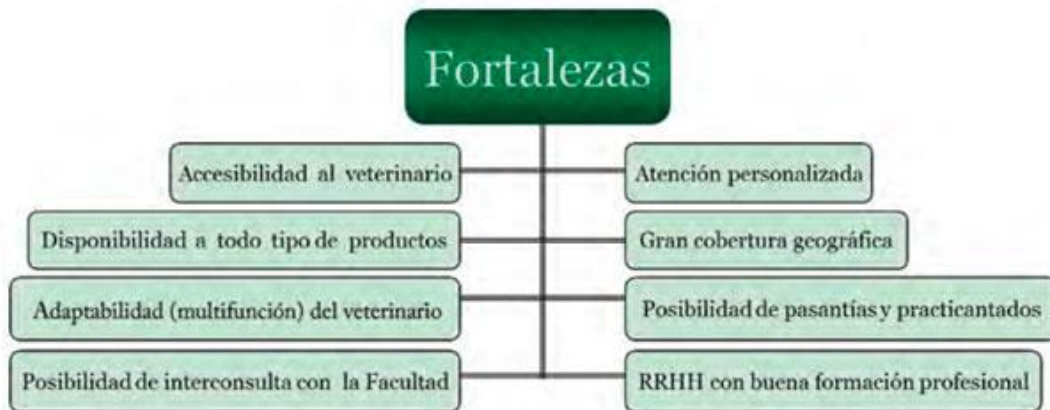 Fortalezas
Accesibilidad al veterinario
Atención personalizada
Disponibilidad a todo tipo de productos
Gran cobertura geográfica
Adaptabilidad (multifunción) del veterinario
Posibilidad de pasantías y practicantados
Posibilidad de interconsulta con la Facultad
RRHH con buena formación profesional